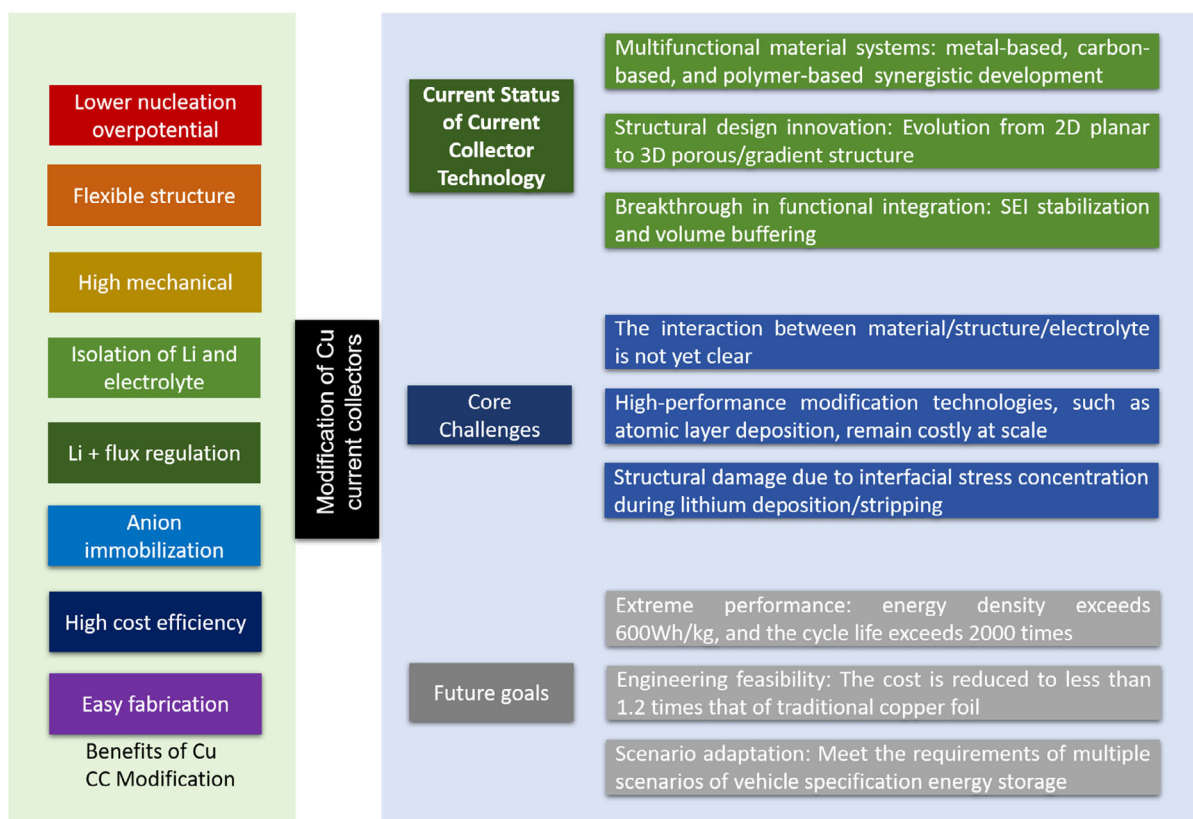 Lower nucleation
overpotential
Flexible structure
High mechanical
Isolation of Li and
electrolyte
Li + flux regulation
Anion
immobilization
High cost efficiency
Easy fabrication
Benefits of Cu
CC Modification
Modification of Cu
current collectors
Current Status
of Current
Collector
Technology
Multifunctional material systems: metal-based, carbon-
based, and polymer-based synergistic development
Structural design innovation: Evolution from 2D planar
to 3D porous/gradient structure
Breakthrough in functional integration: SEI stabilization
and volume buffering
Core
Challenges
The interaction between material/structure/electrolyte
is not yet clear
High-performance modification technologies, such as
atomic layer deposition, remain costly at scale
Structural damage due to interfacial stress concentration
during lithium deposition/stripping
Future goals
Extreme performance: energy density exceeds
600Wh/kg, and the cycle life exceeds 2000 times
Engineering feasibility: The cost is reduced to less than
1.2 times that of traditional copper foil
Scenario adaptation: Meet the requirements of multiple
scenarios of vehicle specification energy storage